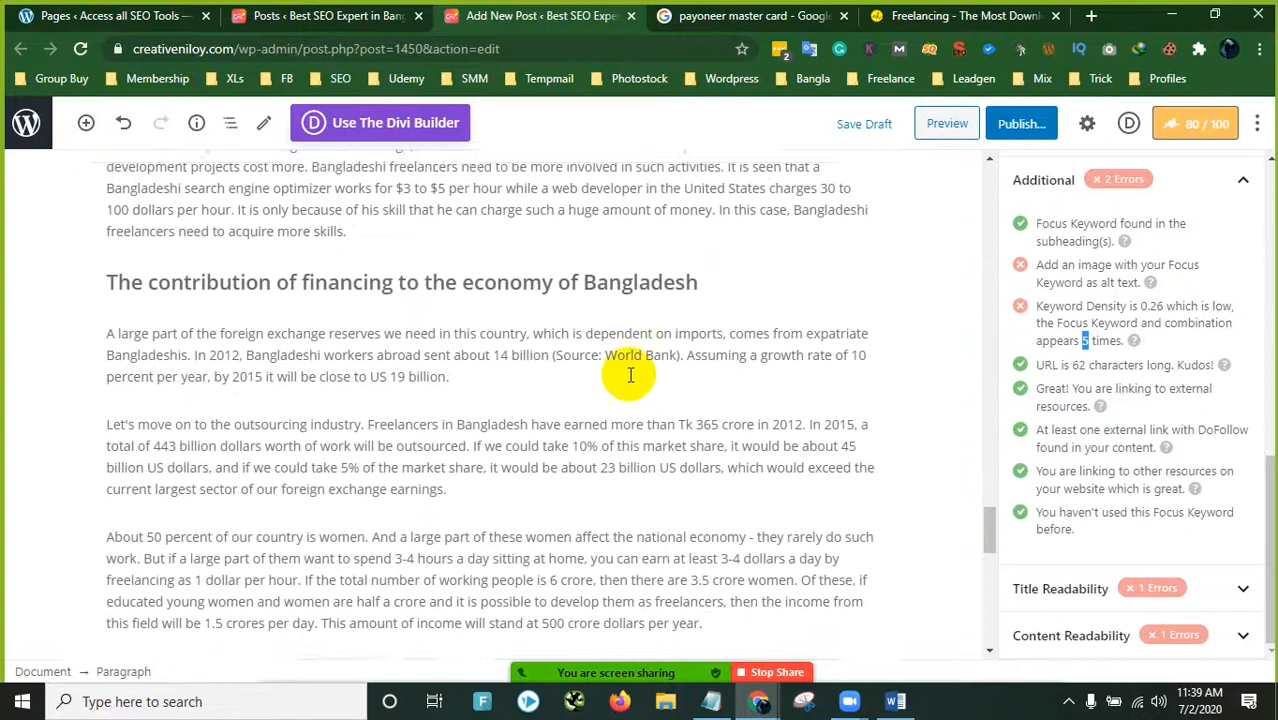 Pages ‹ Access all SEO Tools —
Posts ‹ Best SEO Expert in Bang
Add New Post ‹ Best SEO Expe
payoneer master card - Google
Freelancing - The Most Downl
creativeniloy.com/wp-admin/post.php?post=1450&action=edit
Group Buy
Membership
XLs
FB
SEO
Udemy
SMM
Tempmail
Photostock
Wordpress
Bangla
Freelance
Leadgen
Mix
Trick
Profiles
D Use The Divi Builder
Save Draft
Preview
Publish...
D
80 / 100
development projects cost more. Bangladeshi freelancers need to be more involved in such activities. It is seen that a
Bangladeshi search engine optimizer works for $3 to $5 per hour while a web developer in the United States charges 30 to
100 dollars per hour. It is only because of his skill that he can charge such a huge amount of money. In this case, Bangladeshi
freelancers need to acquire more skills.
The contribution of financing to the economy of Bangladesh
A large part of the foreign exchange reserves we need in this country, which is dependent on imports, comes from expatriate
Bangladeshis. In 2012, Bangladeshi workers abroad sent about 14 billion (Source: World Bank). Assuming a growth rate of 10
percent per year, by 2015 it will be close to US 19 billion.
Let's move on to the outsourcing industry. Freelancers in Bangladesh have earned more than Tk 365 crore in 2012. In 2015, a
total of 443 billion dollars worth of work will be outsourced. If we could take 10% of this market share, it would be about 45
billion US dollars, and if we could take 5% of the market share, it would be about 23 billion US dollars, which would exceed the
current largest sector of our foreign exchange earnings.
About 50 percent of our country is women. And a large part of these women affect the national economy - they rarely do such
work. But if a large part of them want to spend 3-4 hours a day sitting at home, you can earn at least 3-4 dollars a day by
freelancing as 1 dollar per hour. If the total number of working people is 6 crore, then there are 3.5 crore women. Of these, if
educated young women and women are half a crore and it is possible to develop them as freelancers, then the income from
this field will be 1.5 crores per day. This amount of income will stand at 500 crore dollars per year.
Additional
× 2 Errors
Focus Keyword found in the
subheading(s).
Add an image with your Focus
Keyword as alt text.
Keyword Density is 0.26 which is low,
the Focus Keyword and combination
appears 5 times.
URL is 62 characters long. Kudos!
Great! You are linking to external
resources.
At least one external link with DoFollow
found in your content.
You are linking to other resources on
your website which is great.
You haven't used this Focus Keyword
before.
Title Readability
× 1 Errors
Content Readability
× 1 Errors
Document → Paragraph
You are screen sharing
Stop Share
Type here to search
11:39 AM
7/2/2020